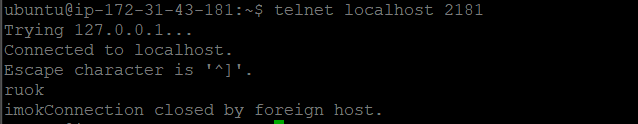 ubuntu@ip-172-31-43-181:~$ telnet localhost 2181
Trying 127.0.0.1...
Connected to localhost.
Escape character is '^]'.
ruok
imokConnection closed by foreign host.